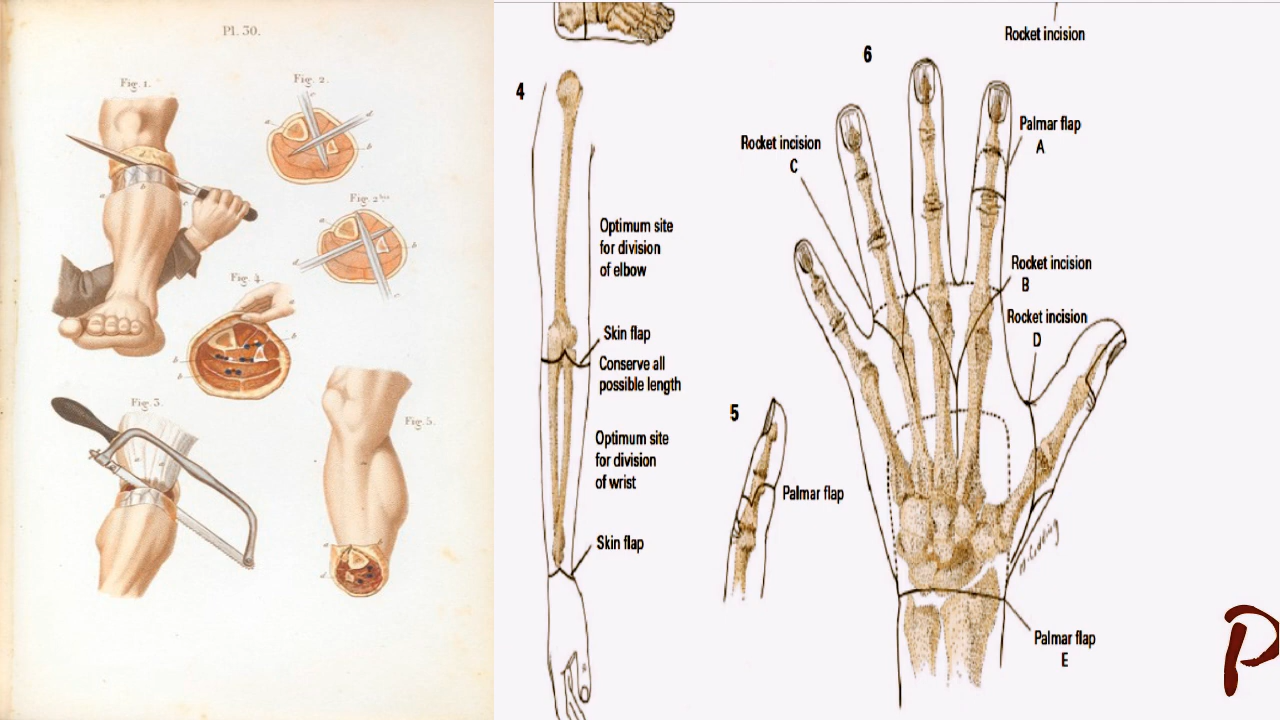 Pl. 30.
Fig. 1.
Fig. 2.
a
c
d
b
a
b
c
Fig. 2 bis
a
b
d
c
Fig. 4.
a
b
b
b
Fig. 3.
a
a
Fig. 5.
a
b
d
4
Optimum site
for division
of elbow
Skin flap
Conserve all
possible length
Optimum site
for division
of wrist
Skin flap
5
Palmar flap
6
Rocket incision
Palmar flap
A
Rocket incision
C
Rocket incision
B
Rocket incision
D
Palmar flap
E
P